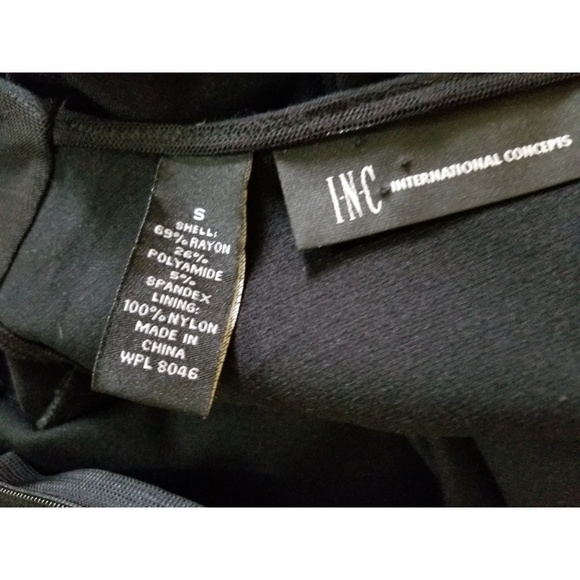 S
SHELL:
69% RAYON
26%
POLYAMIDE
5%
SPANDEX
LINING:
100% NYLON
MADE IN
CHINA
WPL 8046
I·N·C INTERNATIONAL CONCEPTS